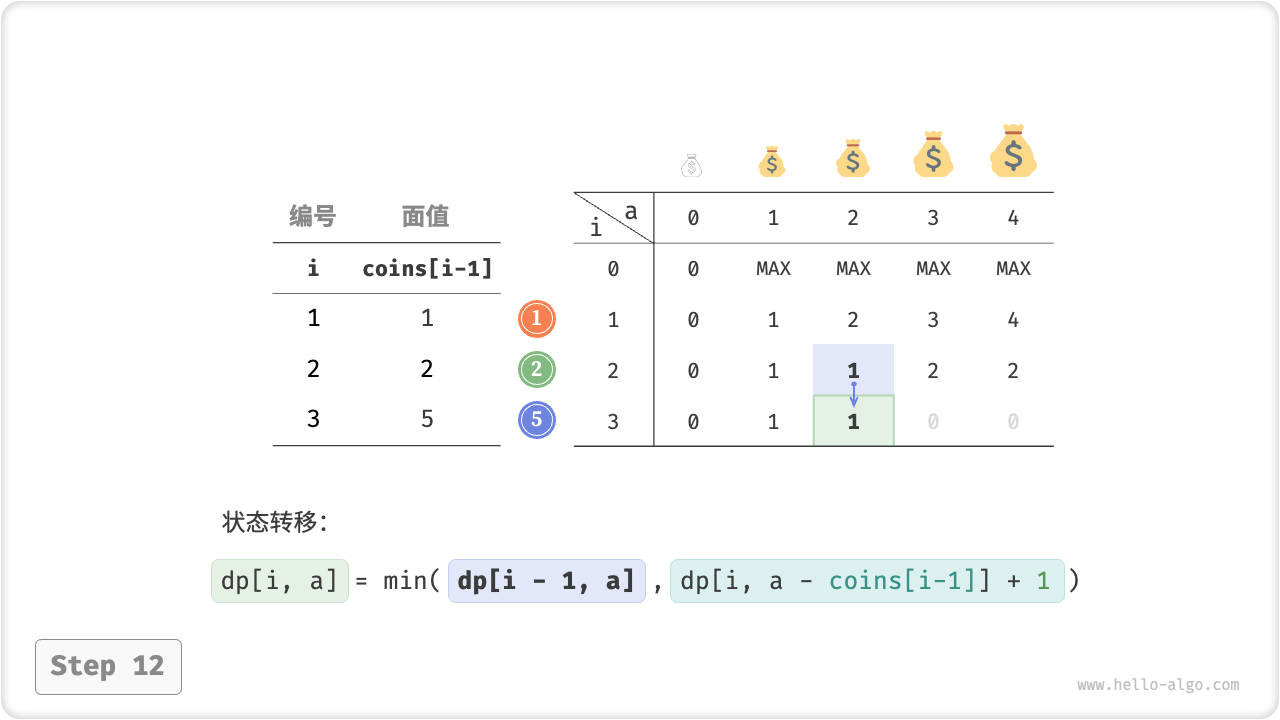 编号 面值
i coins[i-1]
1 1
2 2
3 5
1
2
5
$ $ $ $ $
i a 0 1 2 3 4
0 0 MAX MAX MAX MAX
1 0 1 2 3 4
2 0 1 1 2 2
3 0 1 1 0 0
状态转移：
dp[i, a] = min( dp[i - 1, a] , dp[i, a - coins[i-1]] + 1 )
Step 12
www.hello-algo.com